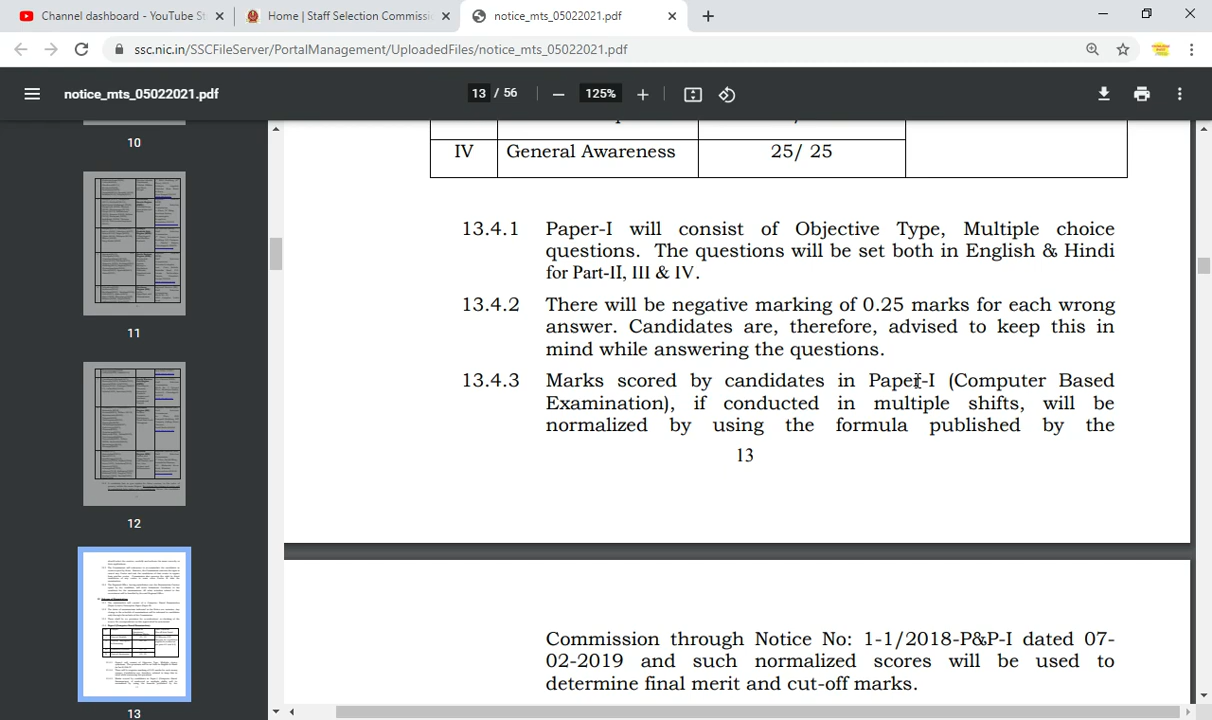 Channel dashboard - YouTube St
Home | Staff Selection Commissi
notice_mts_05022021.pdf
ssc.nic.in/SSCFileServer/PortalManagement/UploadedFiles/notice_mts_05022021.pdf
notice_mts_05022021.pdf
13 / 56
125%
10
11
12
13
IV General Awareness 25/ 25
13.4.1 Paper-I will consist of Objective Type, Multiple choice
questions. The questions will be set both in English & Hindi
for Part-II, III & IV.
13.4.2 There will be negative marking of 0.25 marks for each wrong
answer. Candidates are, therefore, advised to keep this in
mind while answering the questions.
13.4.3 Marks scored by candidates in Paper-I (Computer Based
Examination), if conducted in multiple shifts, will be
normalized by using the formula published by the
13
Commission through Notice No: 1-1/2018-P&P-I dated 07-
02-2019 and such normalized scores will be used to
determine final merit and cut-off marks.